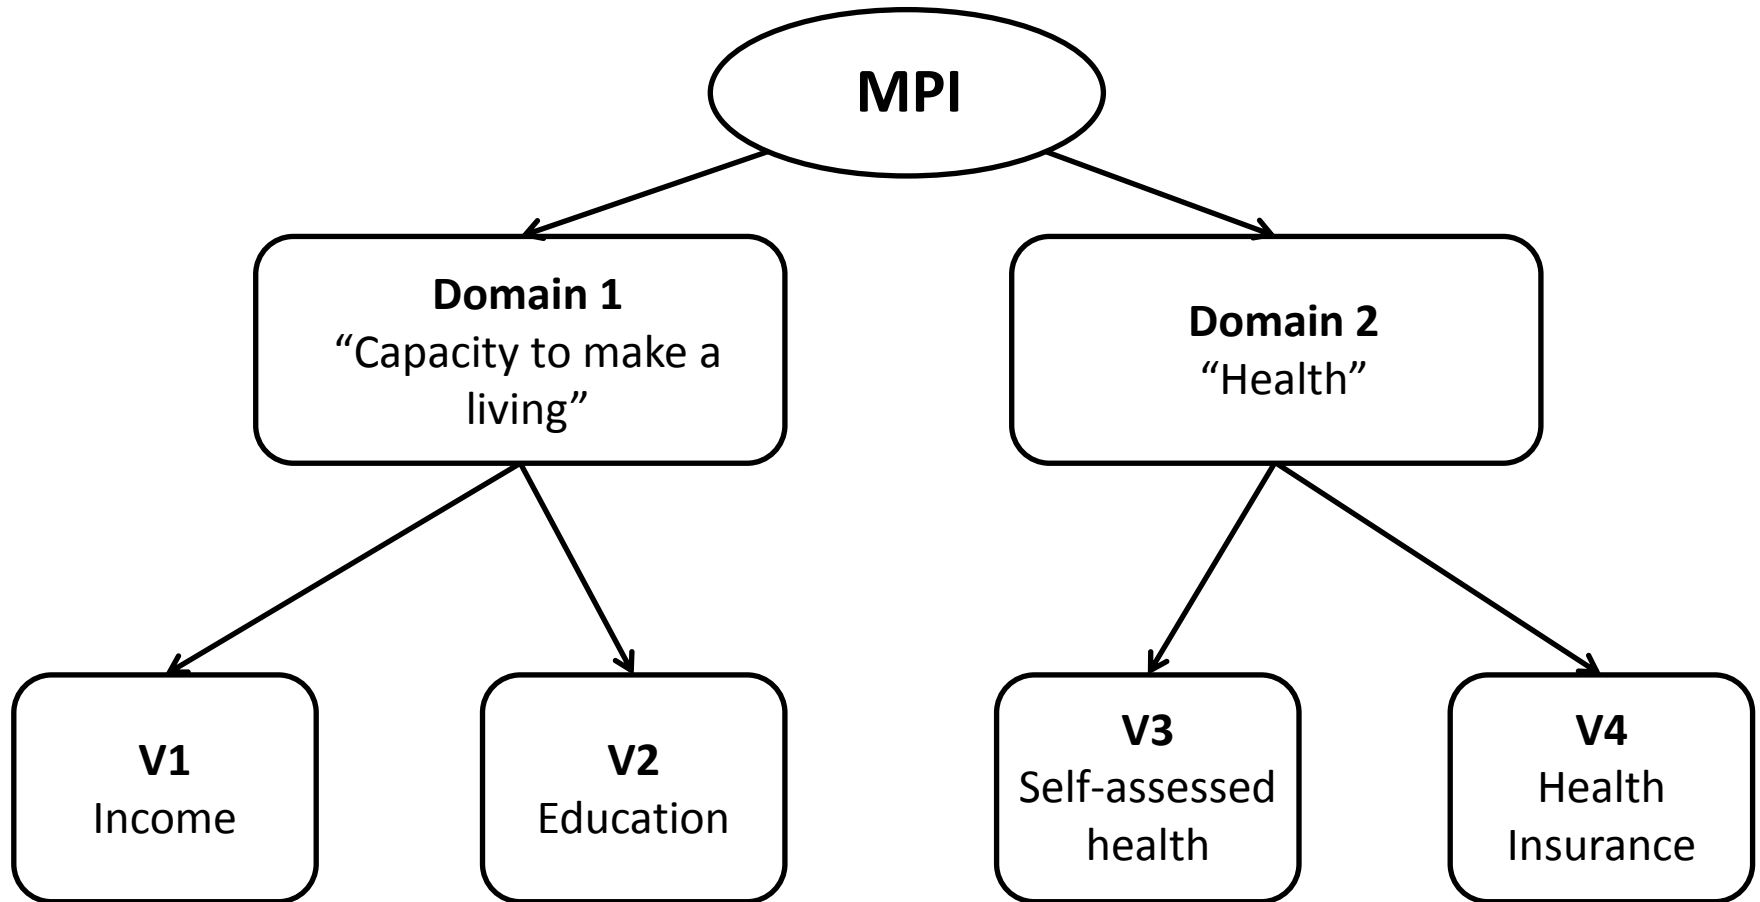 MPI
Domain 1
“Capacity to make a
living”
Domain 2
“Health”
V1
Income
V2
Education
V3
Self-assessed
health
V4
Health
Insurance